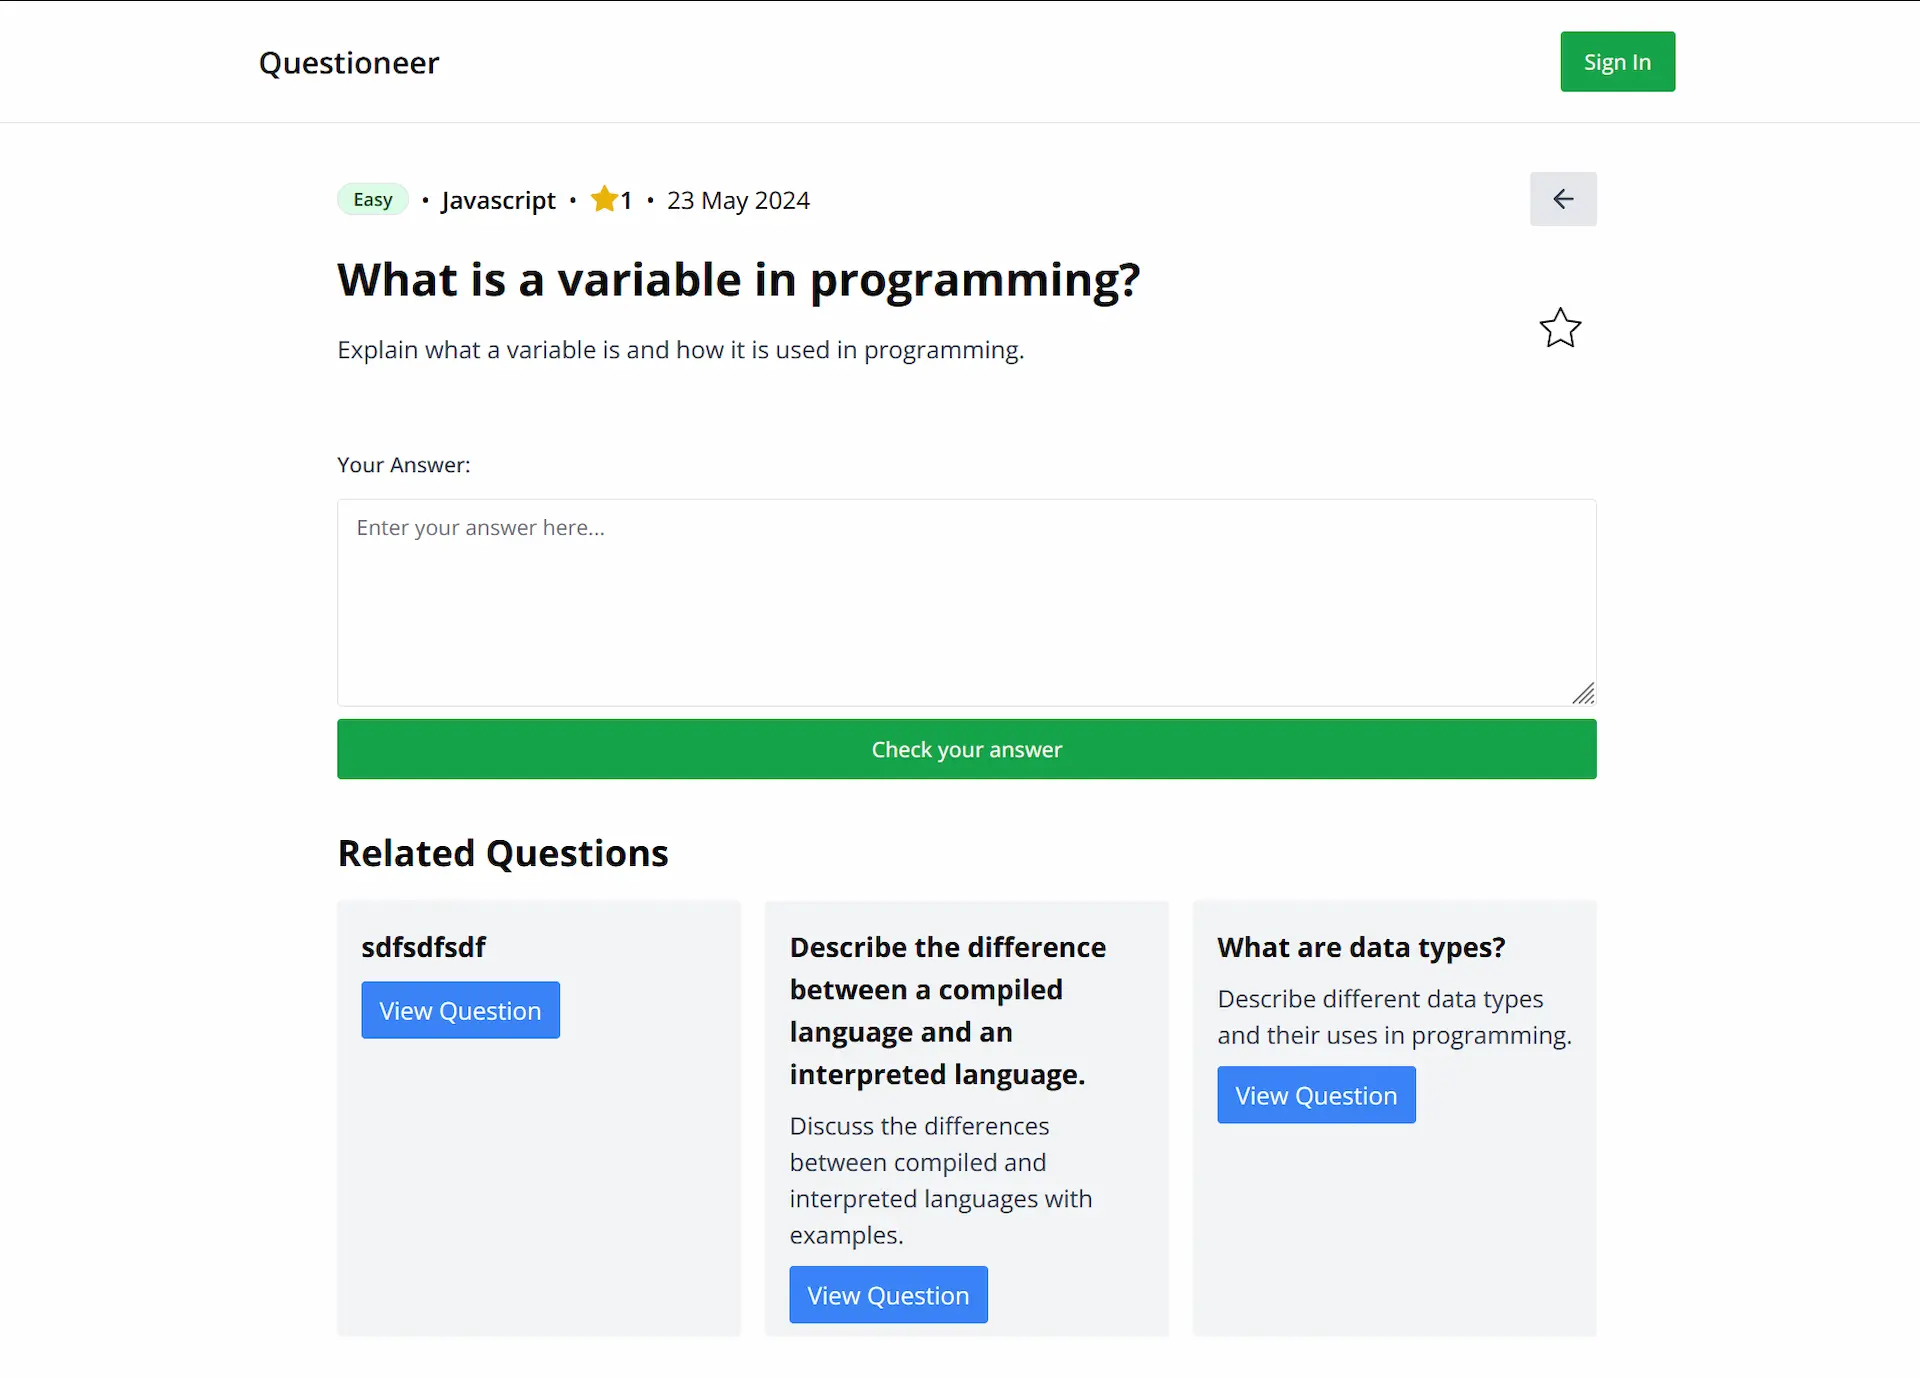 Questioneer
Sign In
Easy • Javascript • 1 • 23 May 2024
What is a variable in programming?
Explain what a variable is and how it is used in programming.
Your Answer:
Enter your answer here...
Check your answer
Related Questions
sdfsdfsdf
View Question
Describe the difference
between a compiled
language and an
interpreted language.
Discuss the differences
between compiled and
interpreted languages with
examples.
View Question
What are data types?
Describe different data types
and their uses in programming.
View Question